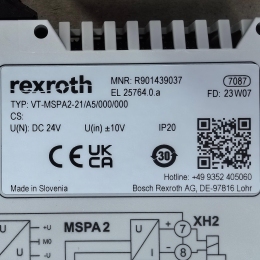 rexroth
MNR: R901439037
7087
EL 25764.0.a
FD: 23W07
TYP: VT-MSPA2-21/A5/000/000
CS:
U(N): DC 24V
U(in) ±10V
IP20
CE
UK
CA
30
Hotline:
+49 9352 405060
Made in Slovenia
Bosch Rexroth AG, DE-97816 Lohr
MSPA 2
XH2
+U
M0
-U
U
U
I
+
7
-
8